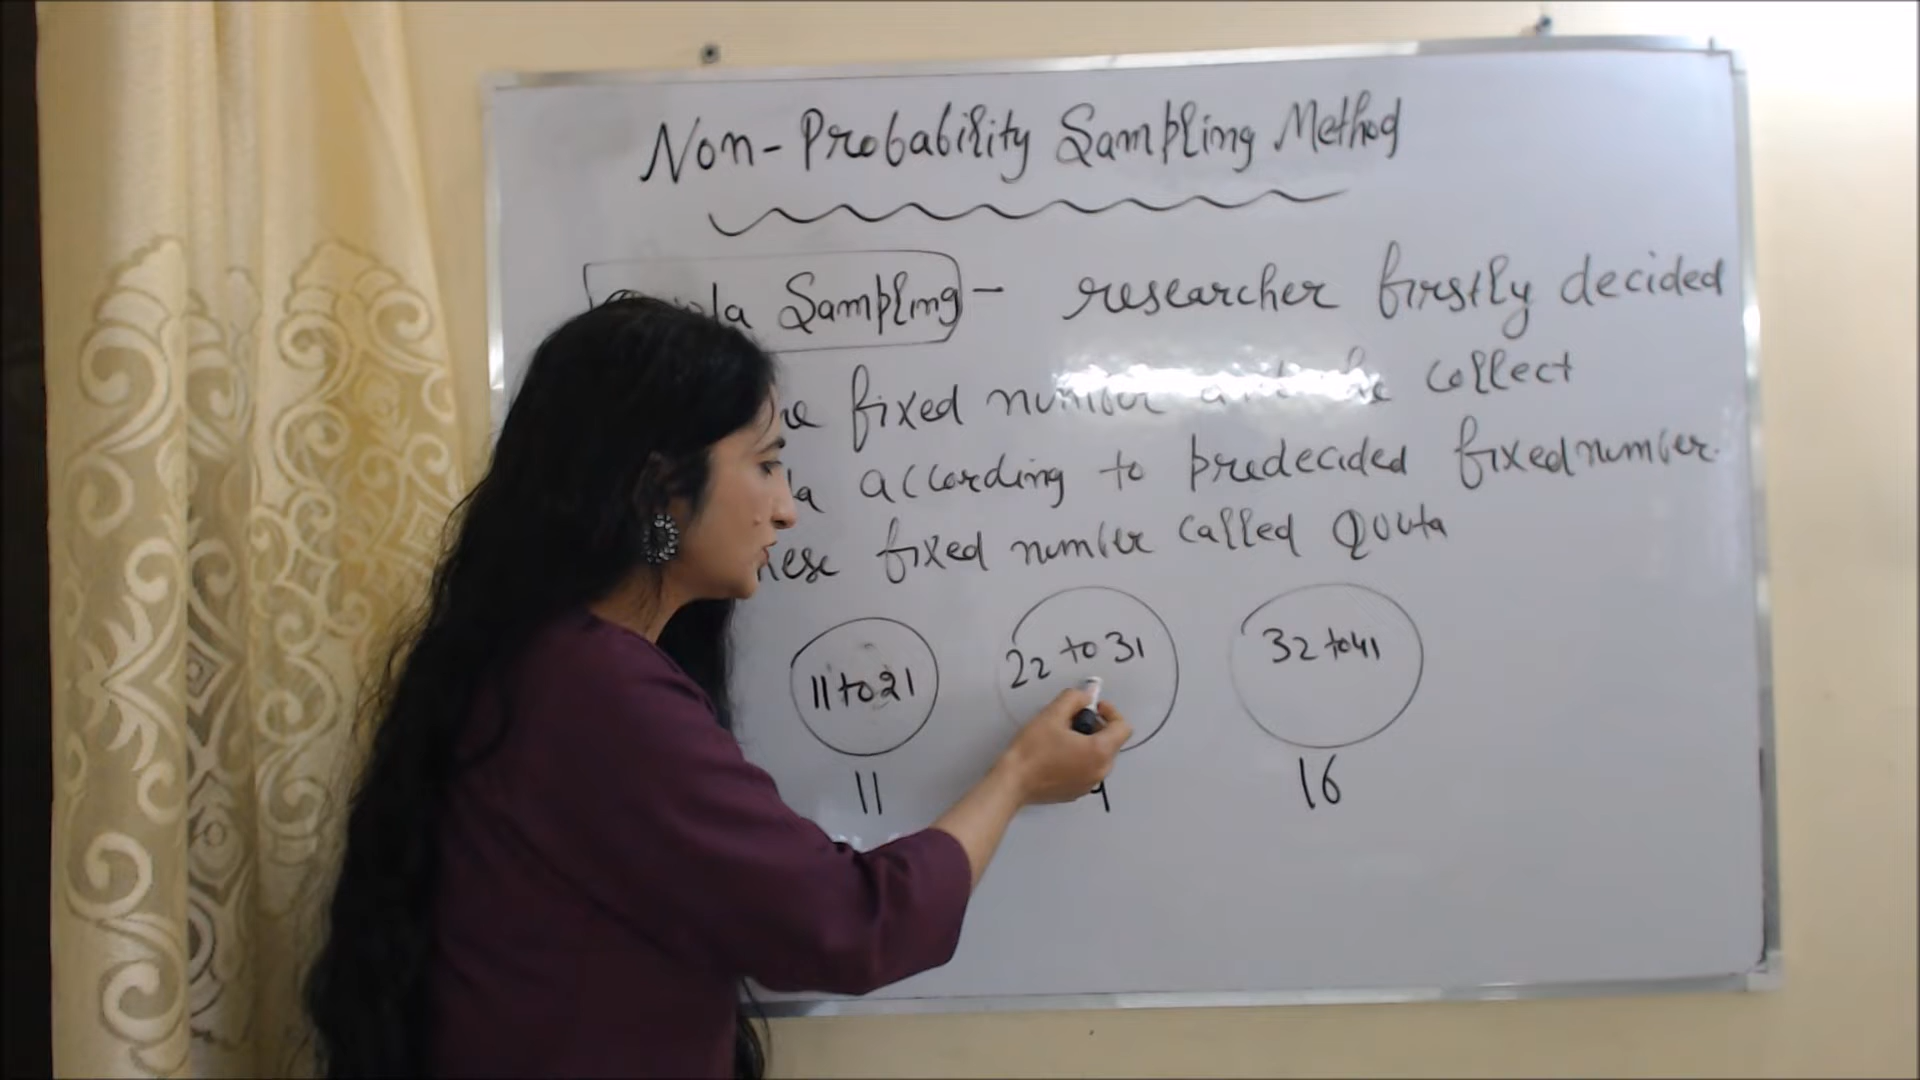 Non-Probability Sampling Method
Sampling - researcher firstly decided
fixed number collect
according to predecided fixed number.
fixed number called Quota
11 to 21
22 to 31
32 to 41
11
16